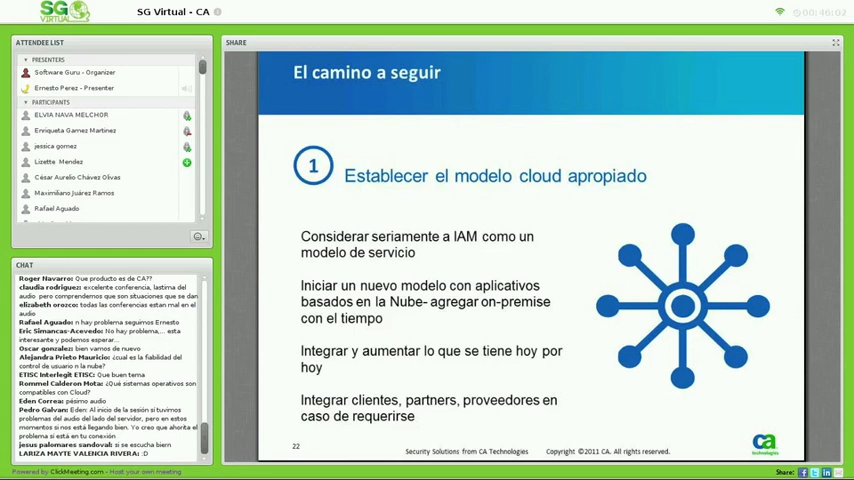 SG VIRTUAL
SG Virtual - CA
00:46:02
ATTENDEE LIST
PRESENTERS
Software Guru - Organizer
Ernesto Perez - Presenter
PARTICIPANTS
ELVIA NAVA MELCHOR
Enriqueta Gamez Martinez
jessica gomez
Lizette Mendez
César Aurelio Chávez Olivas
Maximiliano Juárez Ramos
Rafael Aguado
CHAT
Roger Navarro: Que producto es de CA??
claudia rodriguez: excelente conferencia, lastima del
audio pero comprendemos que son situaciones que se dan
elizabeth orozco: todas las conferencias estan mal en el
audio
Rafael Aguado: n hay problema seguimos Ernesto
Eric Simancas-Acevedo: No hay problema,... esta
interesante y podemos esperar...
Oscar gonzalez: bien vamos de nuevo
Alejandra Prieto Mauricio: ¿cual es la fiabilidad del
control de usuario n la nube?
ETISC Interlegit ETISC: Que buen tema
Rommel Calderon Mota: ¿Qué sistemas operativos son
compatibles con Cloud?
Eden Correa: pésimo audio
Pedro Galvan: Eden: Al inicio de la sesión si tuvimos
problemas del audio del lado del servidor, pero en estos
momentos si nos está llegando bien. Yo creo que ahorita el
problema si está en tu conexión
jesus palomares sandoval: si se escucha biern
LARIZA MAYTE VALENCIA RIVERA: :D
SHARE
El camino a seguir
1
Establecer el modelo cloud apropiado
Considerar seriamente a IAM como un
modelo de servicio
Iniciar un nuevo modelo con aplicativos
basados en la Nube- agregar on-premise
con el tiempo
Integrar y aumentar lo que se tiene hoy por
hoy
Integrar clientes, partners, proveedores en
caso de requerirse
22
Security Solutions from CA Technologies
Copyright ©2011 CA. All rights reserved.
ca
technologies
Powered by ClickMeeting.com - Host your own meeting
Share: